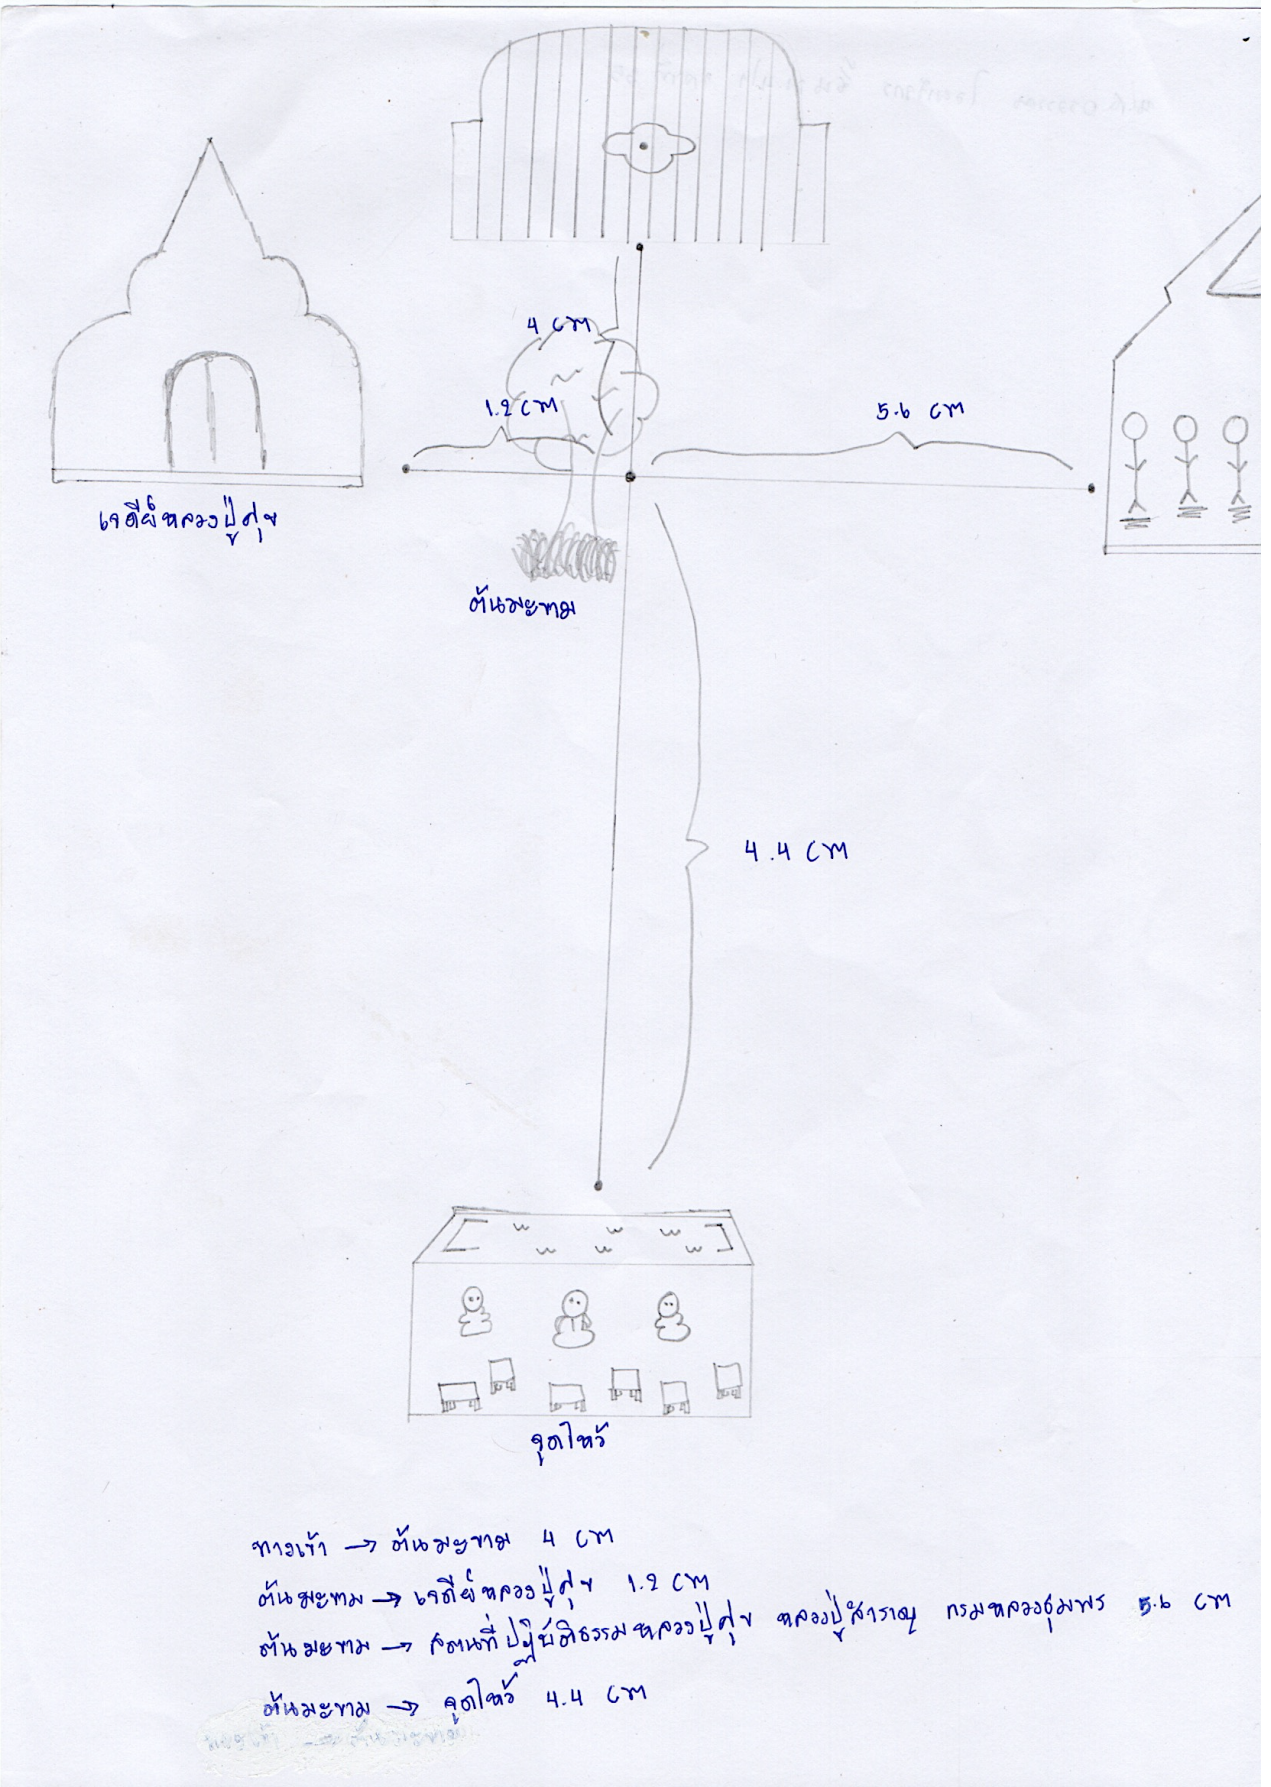 4 cm
1.2 cm
5.6 cm
เจดีย์หลวงปู่ศุข
ต้นมะขาม
4.4 cm
จุดไหว้
ทางเข้า → ต้นมะขาม 4 cm
ต้นมะขาม → เจดีย์หลวงปู่ศุข 1.2 cm
ต้นมะขาม → สถานที่ปฏิบัติธรรมหลวงปู่ศุข หลวงปู่สำราญ กรมหลวงชุมพร 5.6 cm
ต้นมะขาม → จุดไหว้ 4.4 cm